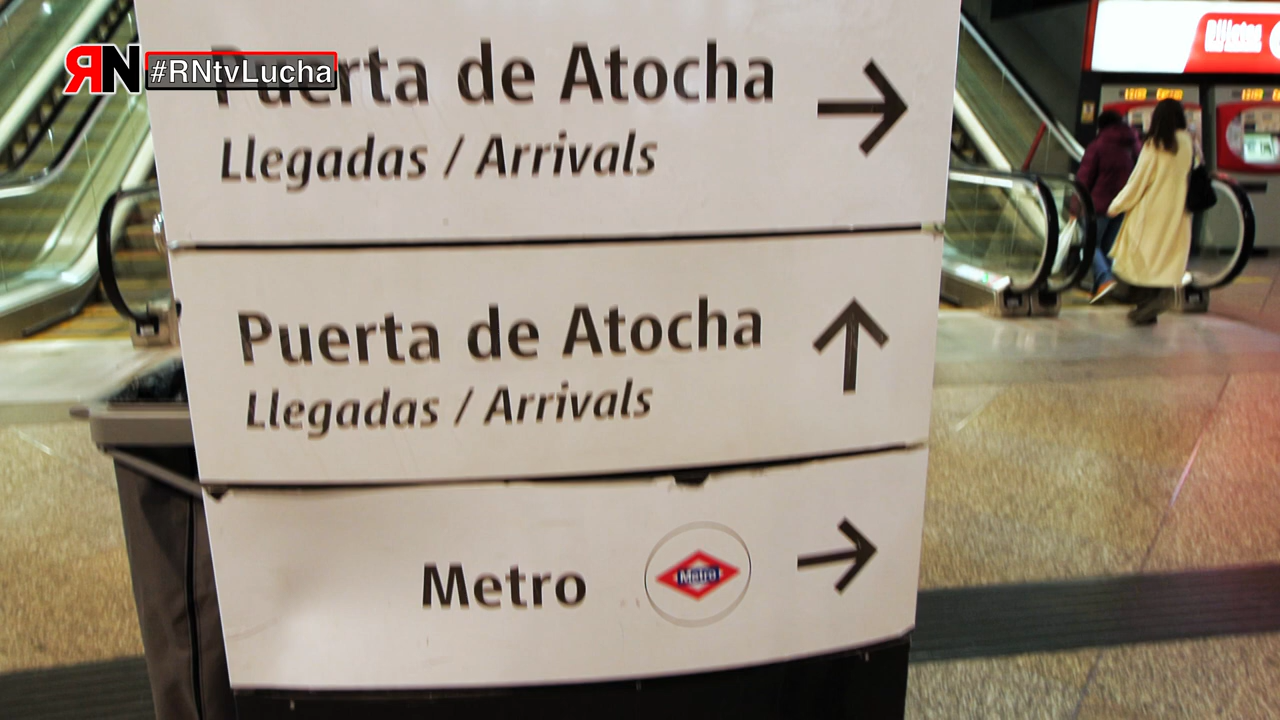 RN #RNtvLucha
Puerta de Atocha
Llegadas / Arrivals
Puerta de Atocha
Llegadas / Arrivals
Metro
Metro
Billetes